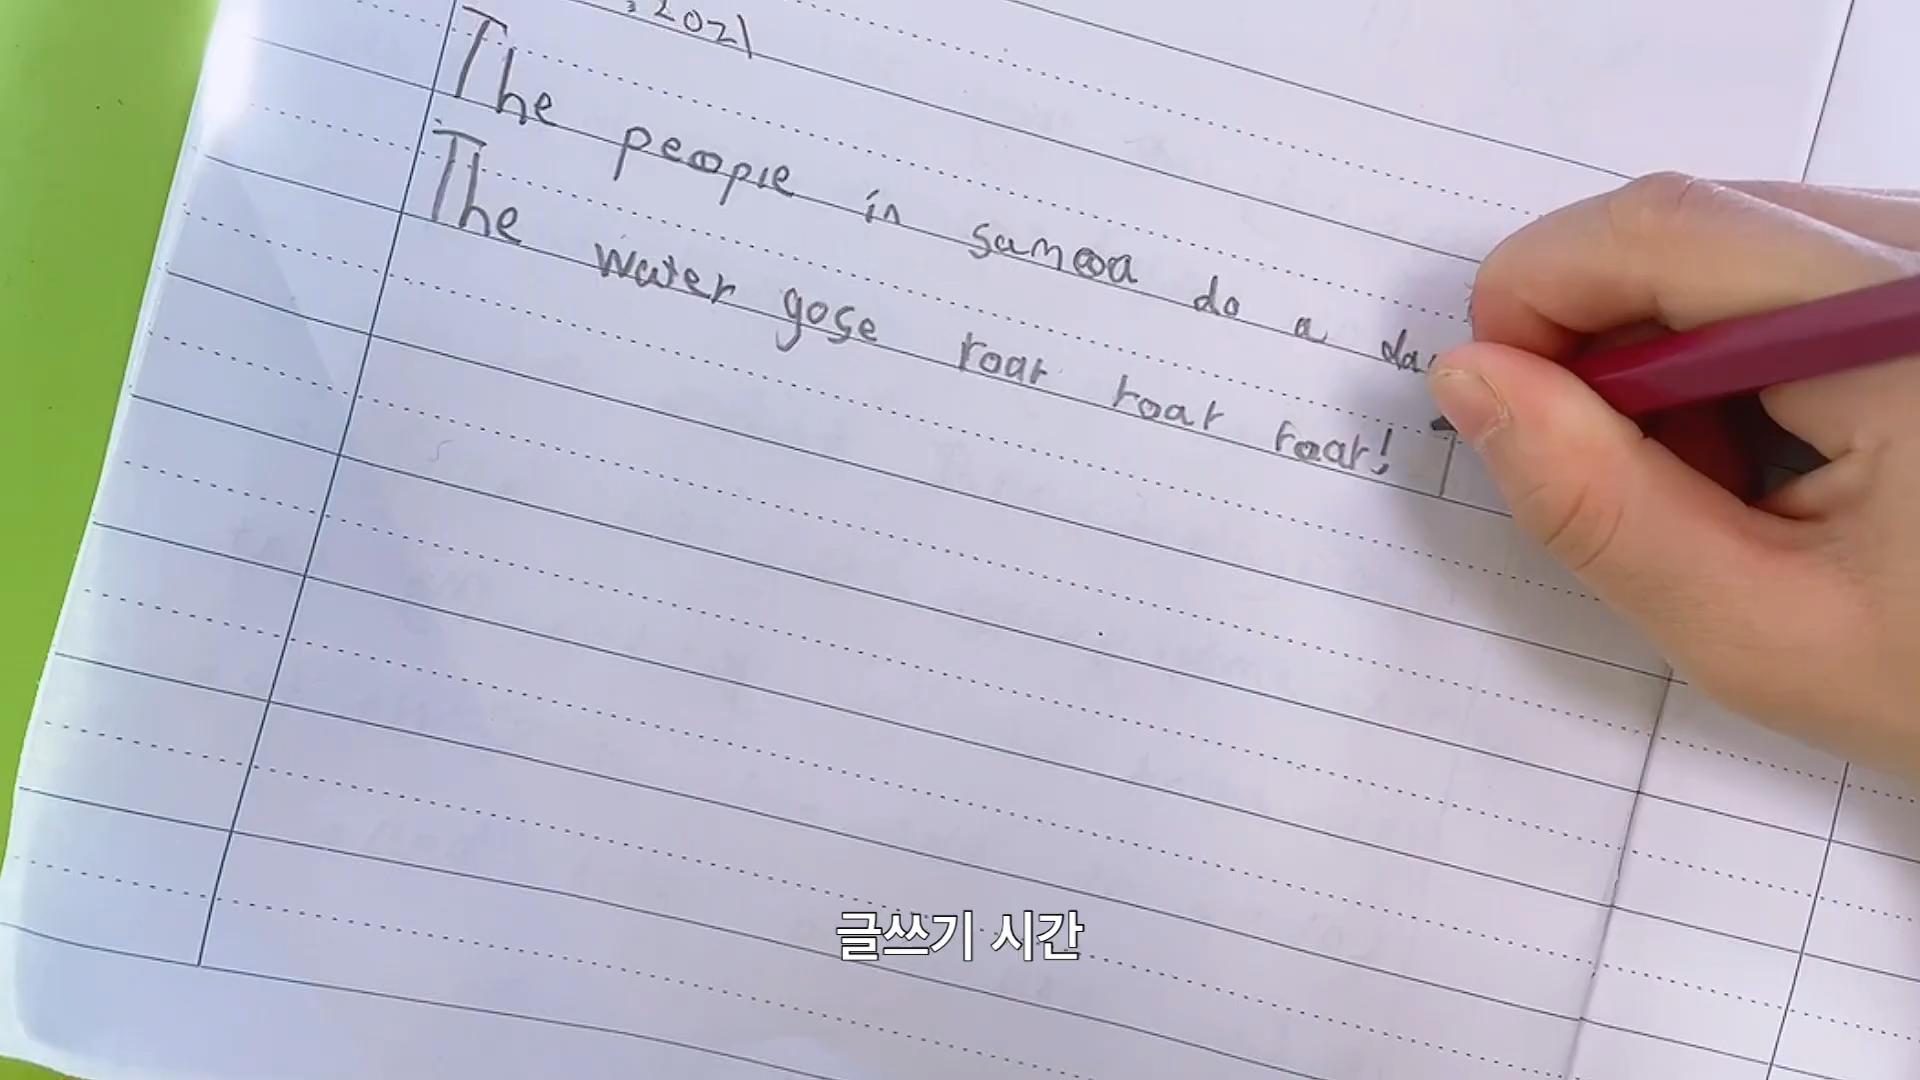 2021
The people in samoa do a
The water gose roar roar roar! T
글쓰기 시간